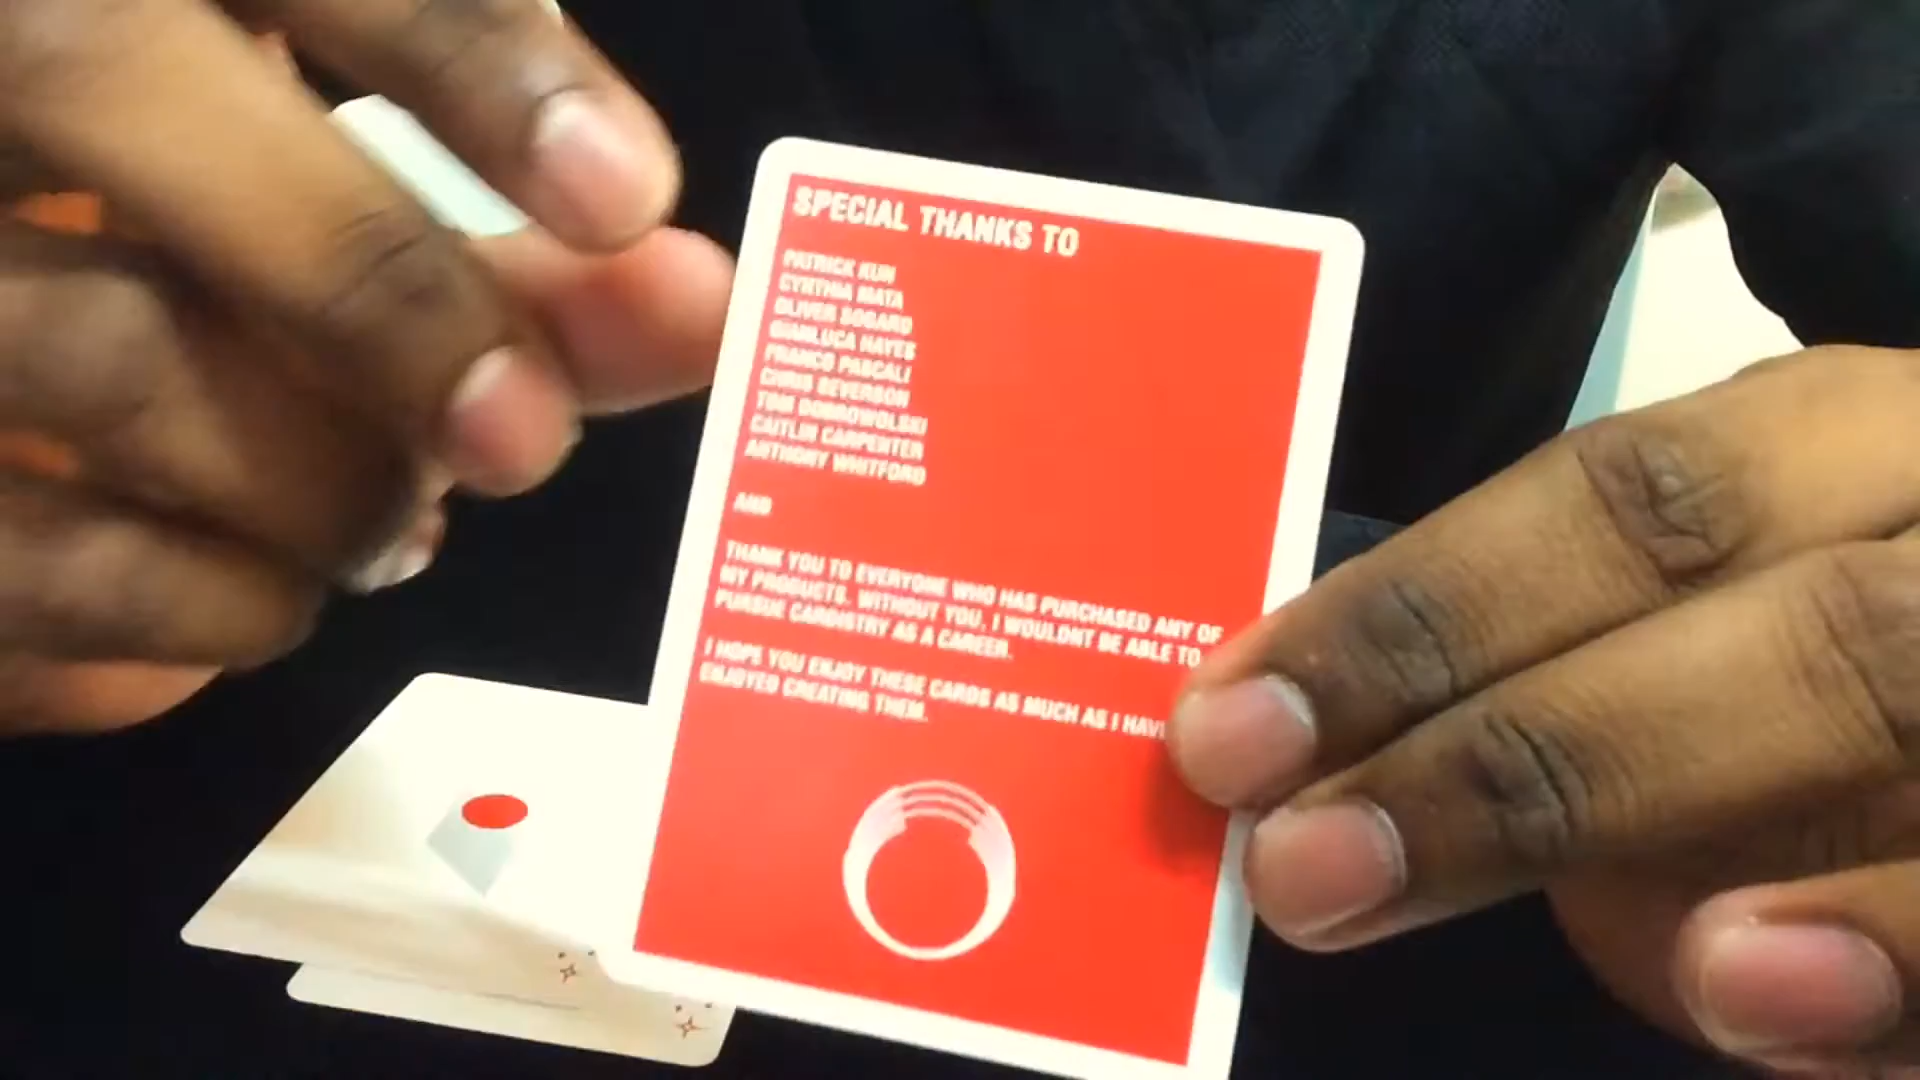 SPECIAL THANKS TO
PATRICK KUN
CYNTHIA MATA
OLIVER SOGARD
GIANLUCA HAYES
FRANCO PASCALI
CHRIS SEVERSON
TOM DOBROWOLSKI
CAITLIN CARPENTER
ANTHONY WHITFORD
AND
THANK YOU TO EVERYONE WHO HAS PURCHASED ANY OF
MY PRODUCTS. WITHOUT YOU, I WOULDNT BE ABLE TO
PURSUE CARDISTRY AS A CAREER.
I HOPE YOU ENJOY THESE CARDS AS MUCH AS I HAVE
ENJOYED CREATING THEM.